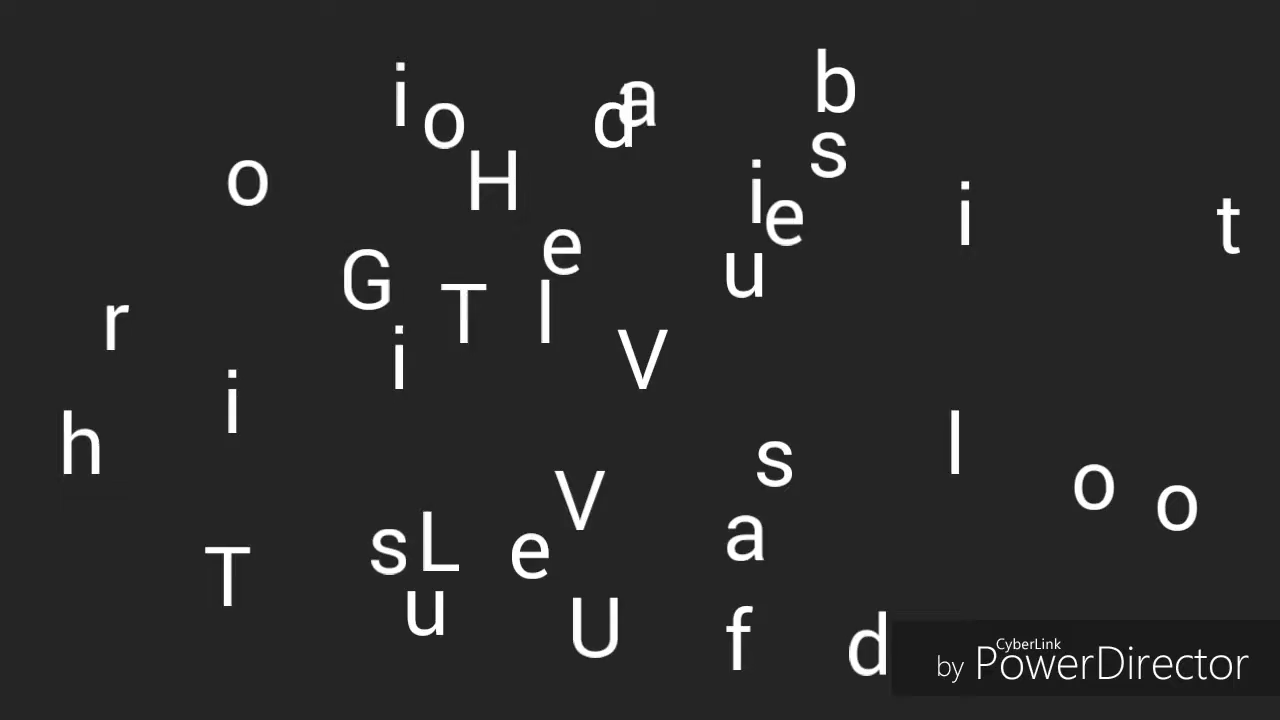 i o d a b
o H i e s i t
G T e l u
r i V
h i s l o o
T s L e V a
u U f d
CyberLink
by PowerDirector